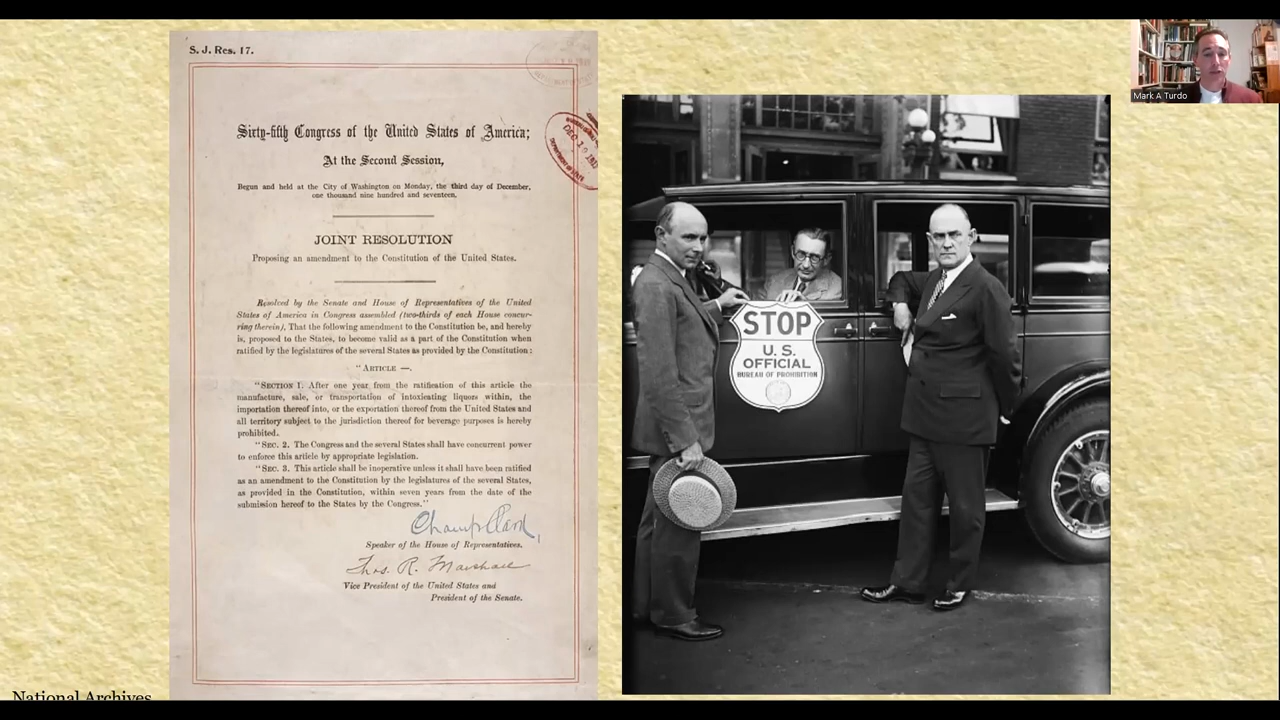 S. J. Res. 17.
Sixty-fifth Congress of the United States of America;
At the Second Session,
Begun and held at the City of Washington on Monday, the third day of December,
one thousand nine hundred and seventeen.
JOINT RESOLUTION
Proposing an amendment to the Constitution of the United States.
Resolved by the Senate and House of Representatives of the United
States of America in Congress assembled (two-thirds of each House concur-
ring therein), That the following amendment to the Constitution be, and hereby
is, proposed to the States, to become valid as a part of the Constitution when
ratified by the legislatures of the several States as provided by the Constitution:
"ARTICLE —.
"SECTION 1. After one year from the ratification of this article the
manufacture, sale, or transportation of intoxicating liquors within, the
importation thereof into, or the exportation thereof from the United States and
all territory subject to the jurisdiction thereof for beverage purposes is hereby
prohibited.
"SEC. 2. The Congress and the several States shall have concurrent power
to enforce this article by appropriate legislation.
"SEC. 3. This article shall be inoperative unless it shall have been ratified
as an amendment to the Constitution by the legislatures of the several States,
as provided in the Constitution, within seven years from the date of the
submission hereof to the States by the Congress."
Champ Clark
Speaker of the House of Representatives.
Thos. R. Marshall
Vice President of the United States and
President of the Senate.
National Archives
STOP
U. S.
OFFICIAL
BUREAU OF PROHIBITION
Mark A Turdo